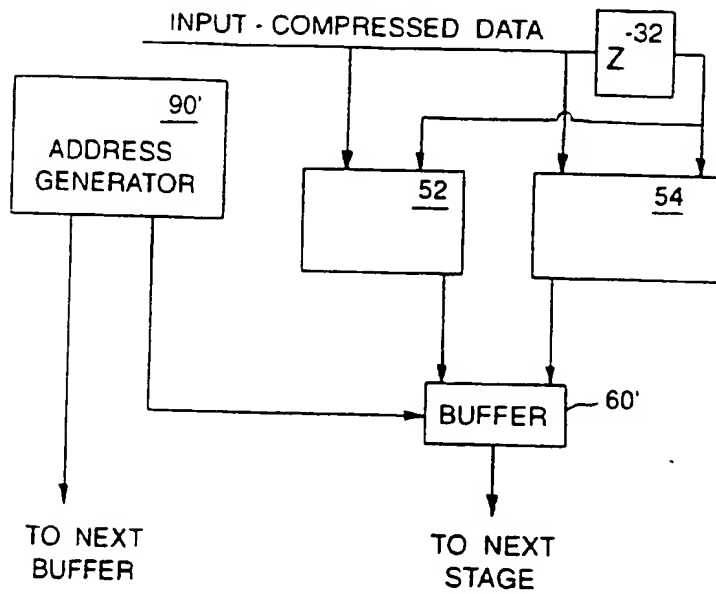 INPUT - COMPRESSED DATA
Z-32
90'
ADDRESS
GENERATOR
52
54
BUFFER
60'
TO NEXT
BUFFER
TO NEXT
STAGE